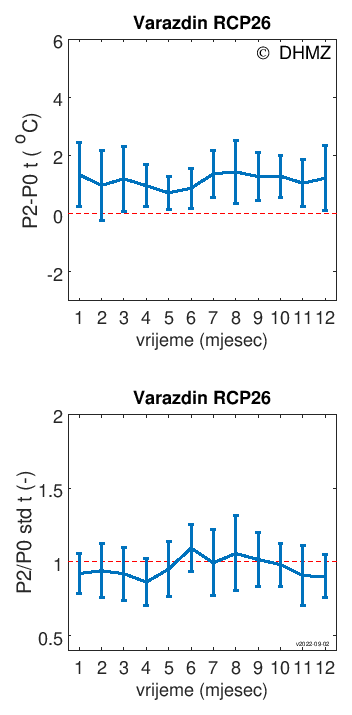 Varazdin RCP26
© DHMZ
6
4
2
0
-2
P2-P0 t ( °C)
1 2 3 4 5 6 7 8 9 10 11 12
vrijeme (mjesec)
Varazdin RCP26
2
1.5
1
0.5
P2/P0 std t (-)
v2022-09-02
1 2 3 4 5 6 7 8 9 10 11 12
vrijeme (mjesec)